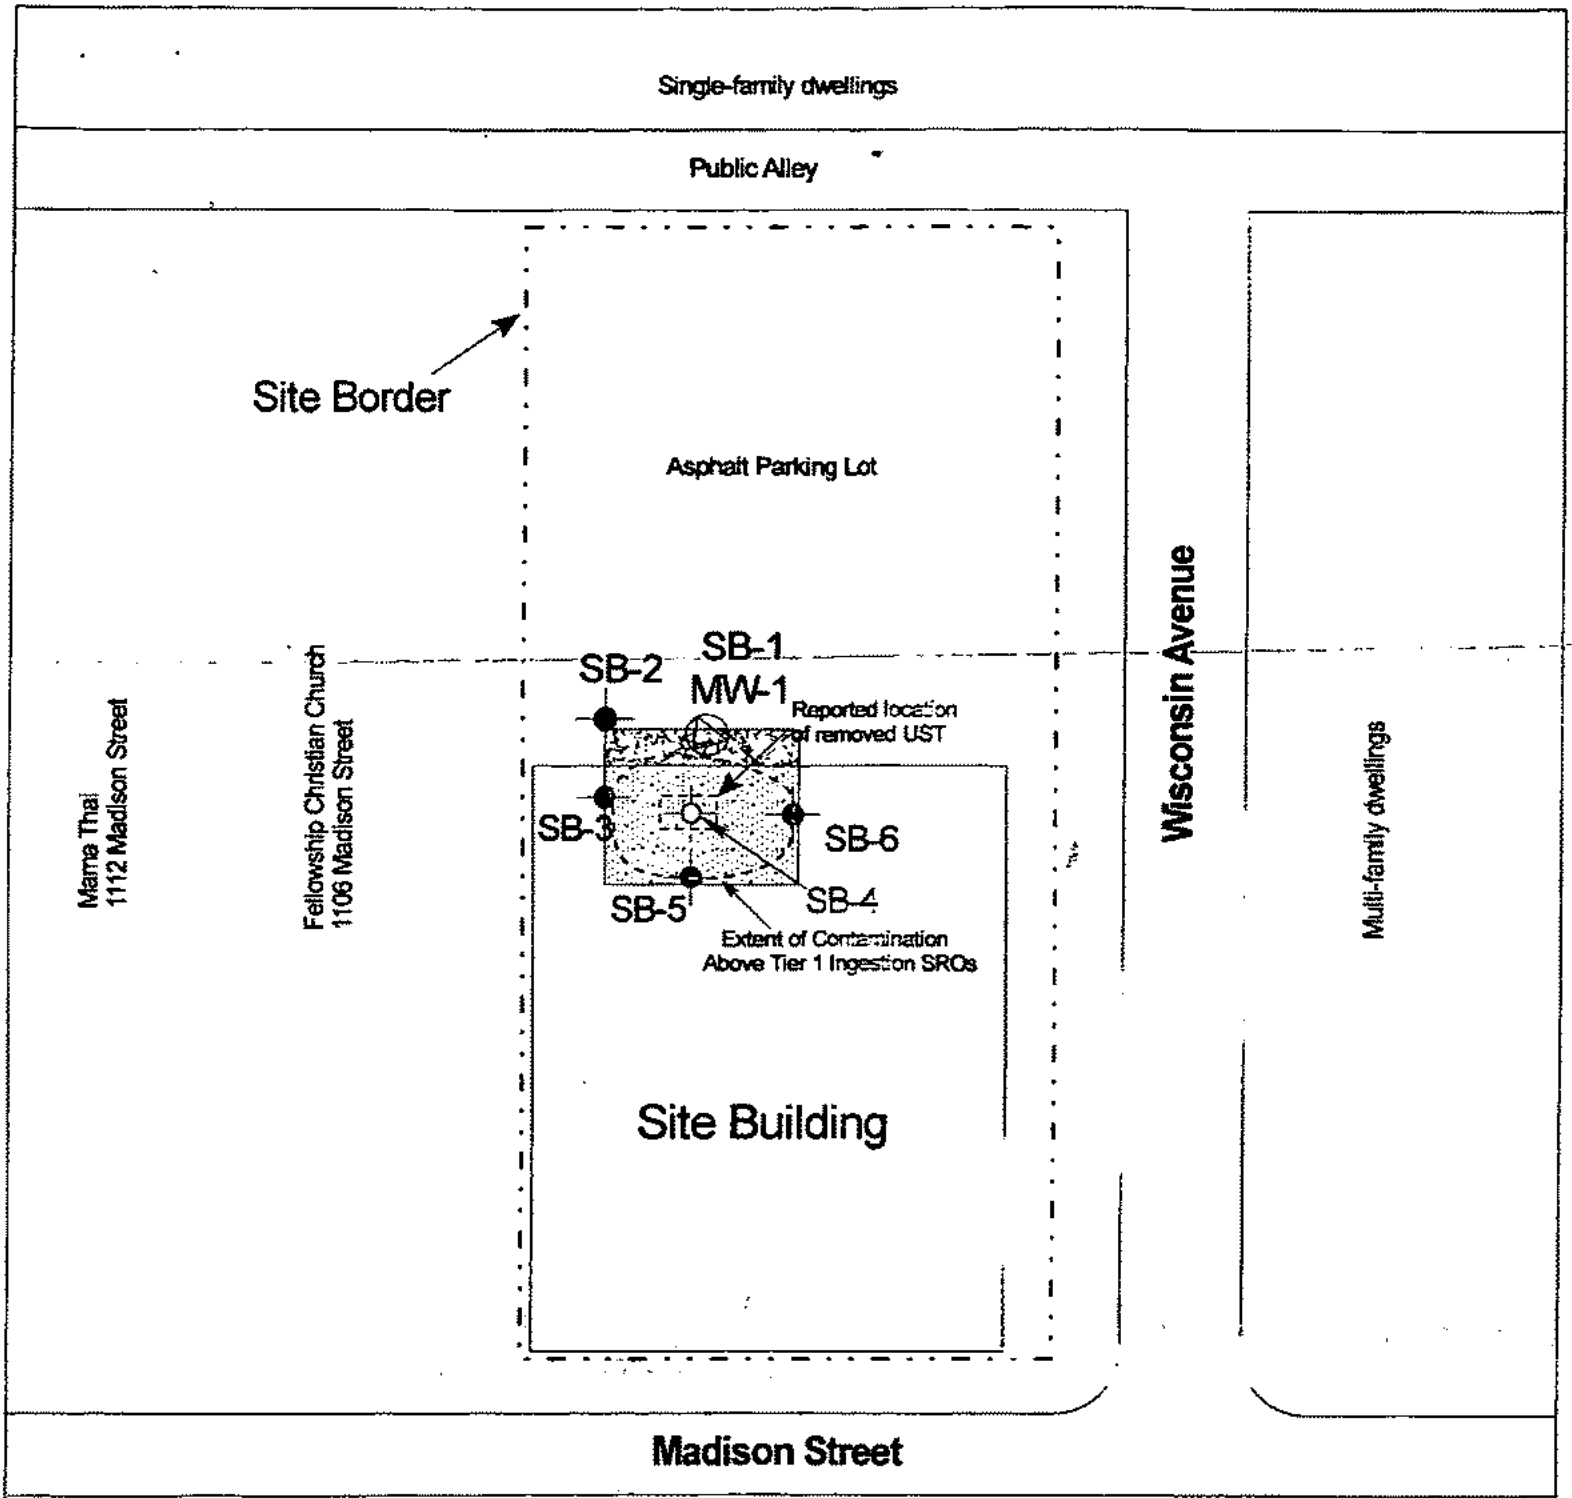 Single-family dwellings
Public Alley
Site Border
Asphalt Parking Lot
Wisconsin Avenue
SB-1
SB-2
MW-1
Reported location
of removed UST
Mama Thai
1112 Madison Street
Fellowship Christian Church
1106 Madison Street
Multi-family dwellings
SB-3
SB-6
SB-4
SB-5
Extent of Contamination
Above Tier 1 Ingestion SROs
Site Building
Madison Street